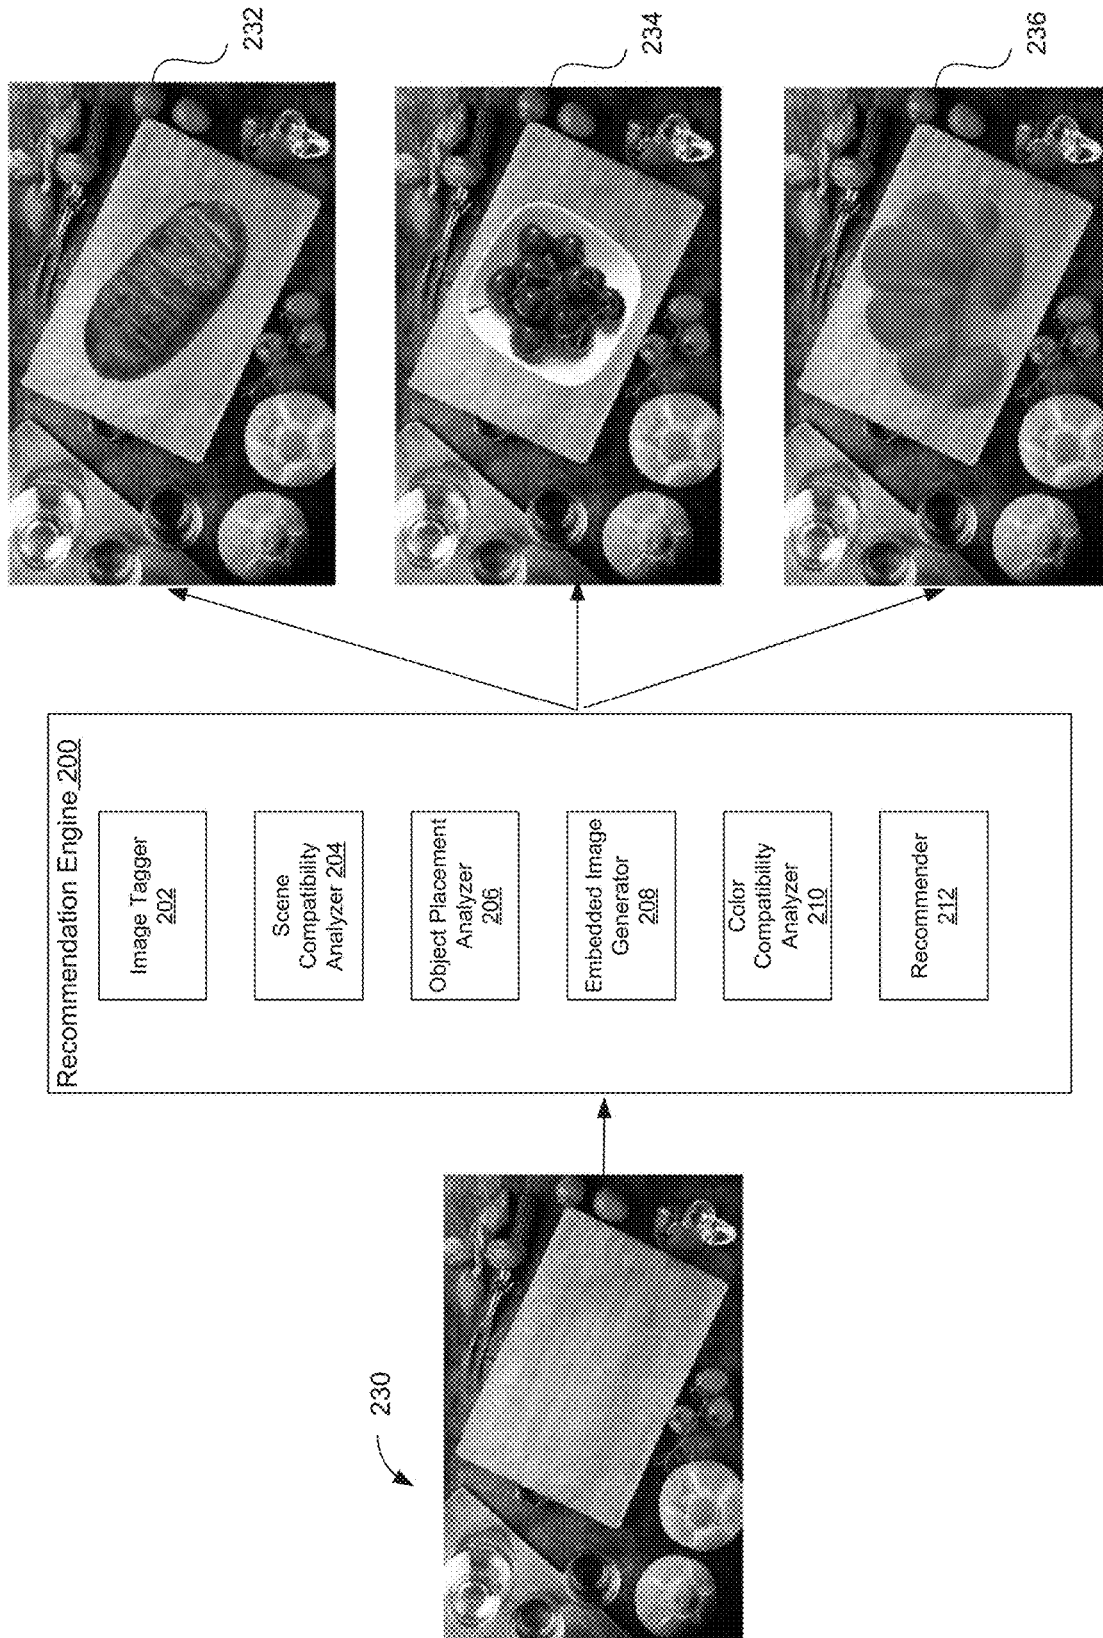 230
Recommendation Engine 200
Image Tagger
202
Scene
Compatibility
Analyzer 204
Object Placement
Analyzer
206
Embedded Image
Generator
208
Color
Compatibility
Analyzer
210
Recommender
212
232
234
236